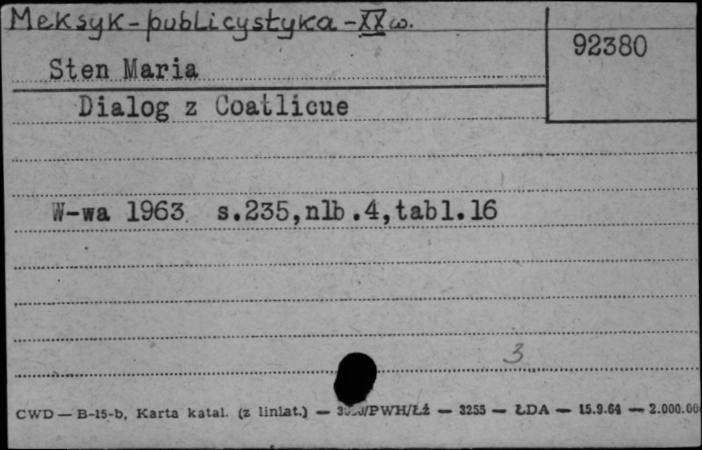 Meksyk-publicystyka-XXw.
92380
Sten Maria
Dialog z Coatlicue
W-wa 1963 s.235,nlb.4,tabl.16
3
CWD — B-15-b, Karta katal. (z liniat.) — /PWH/Łź — 3255 — ŁDA — 15.9.64 — 2.000.00